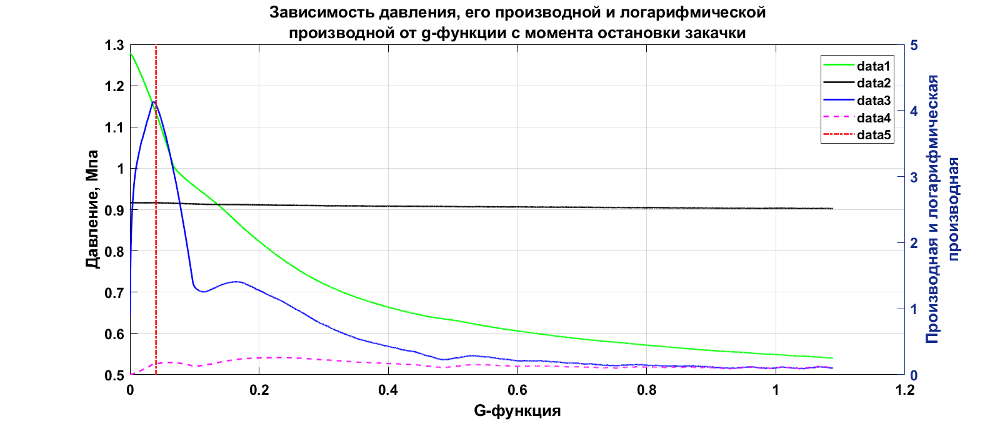 Зависимость давления, его производной и логарифмической
производной от g-функции с момента остановки закачки
1.3
1.2
1.1
1
0.9
0.8
0.7
0.6
0.5
Давление, Мпа
0
0.2
0.4
0.6
0.8
1
1.2
G-функция
5
4
3
2
1
0
Производная и логарифмическая
производная
data1
data2
data3
data4
data5